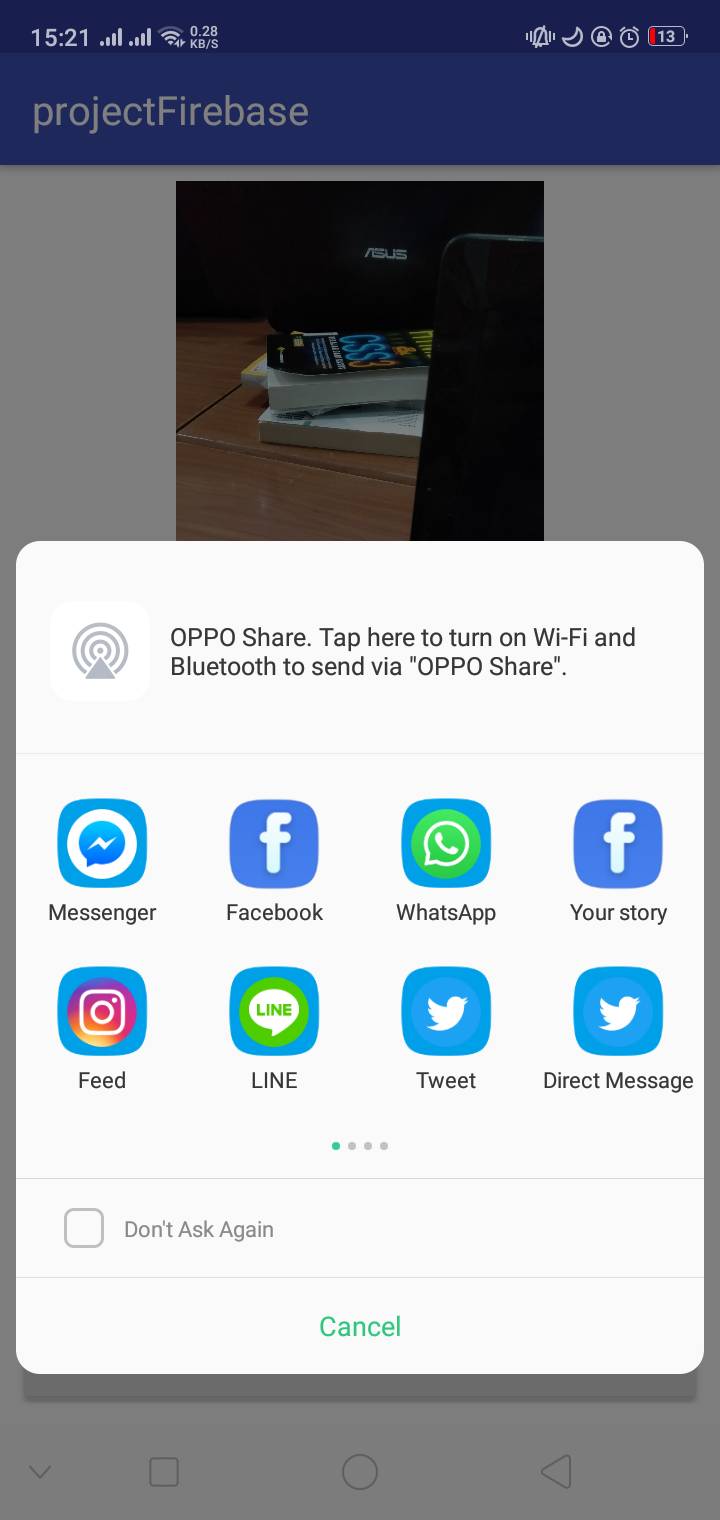 15:21
0.28
KB/S
13
projectFirebase
ASUS
CSS3
OPPO Share. Tap here to turn on Wi-Fi and
Bluetooth to send via "OPPO Share".
Messenger
Facebook
WhatsApp
Your story
LINE
Feed
LINE
Tweet
Direct Message
Don't Ask Again
Cancel